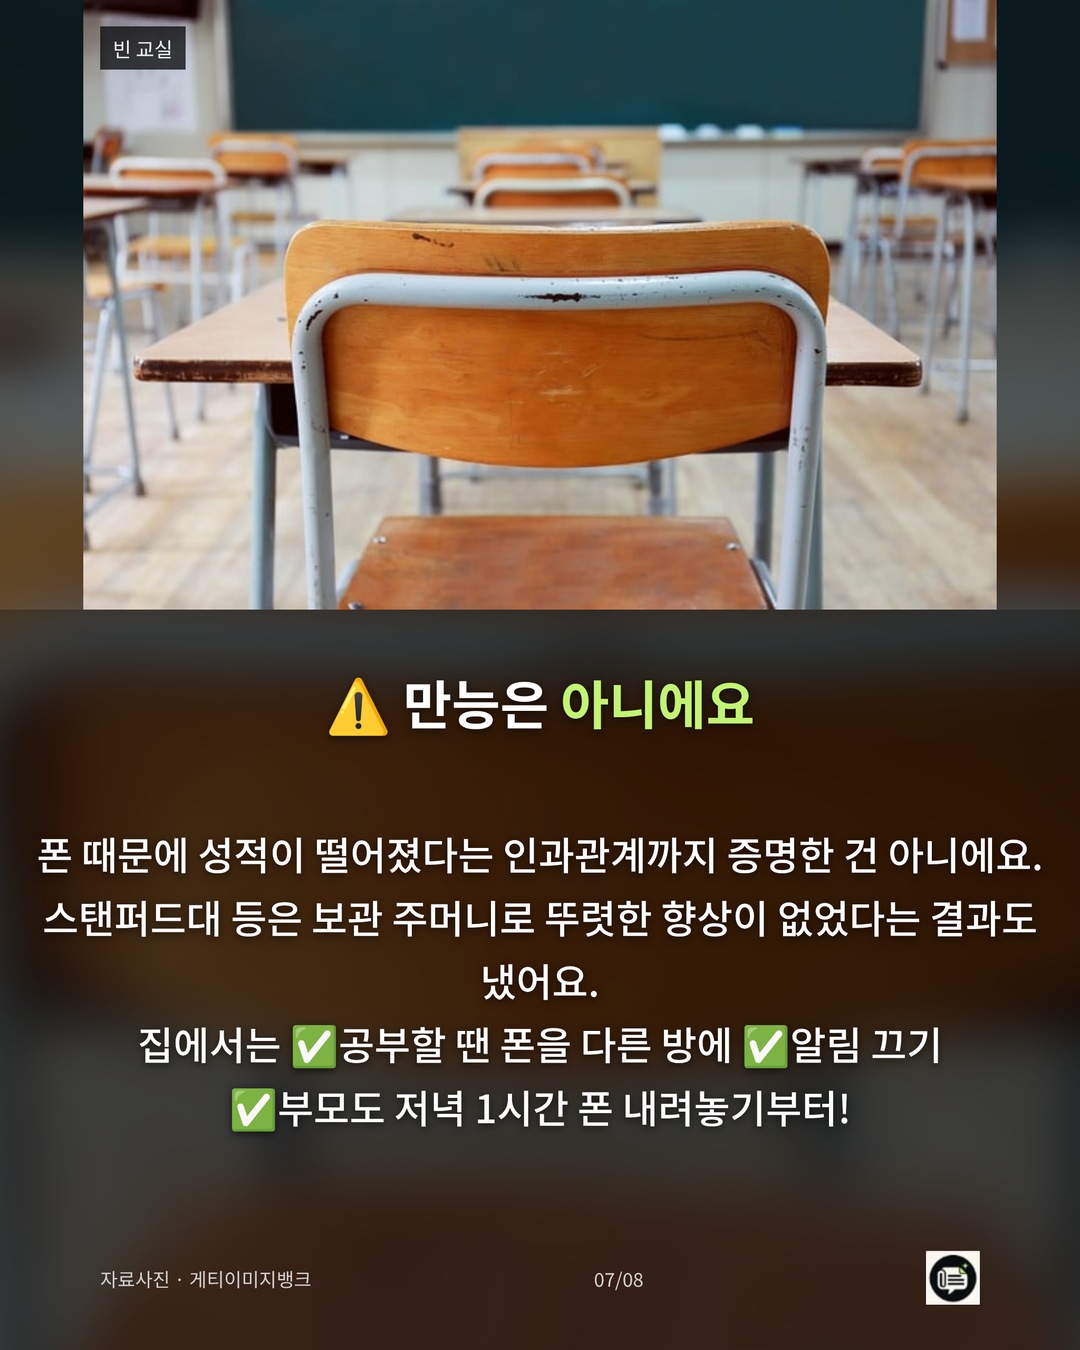 빈 교실
⚠️ 만능은 아니에요
폰 때문에 성적이 떨어졌다는 인과관계까지 증명한 건 아니에요.
스탠퍼드대 등은 보관 주머니로 뚜렷한 향상이 없었다는 결과도
냈어요.
집에서는 ✅공부할 땐 폰을 다른 방에 ✅알림 끄기
✅부모도 저녁 1시간 폰 내려놓기부터!
자료사진 · 게티이미지뱅크
07/08